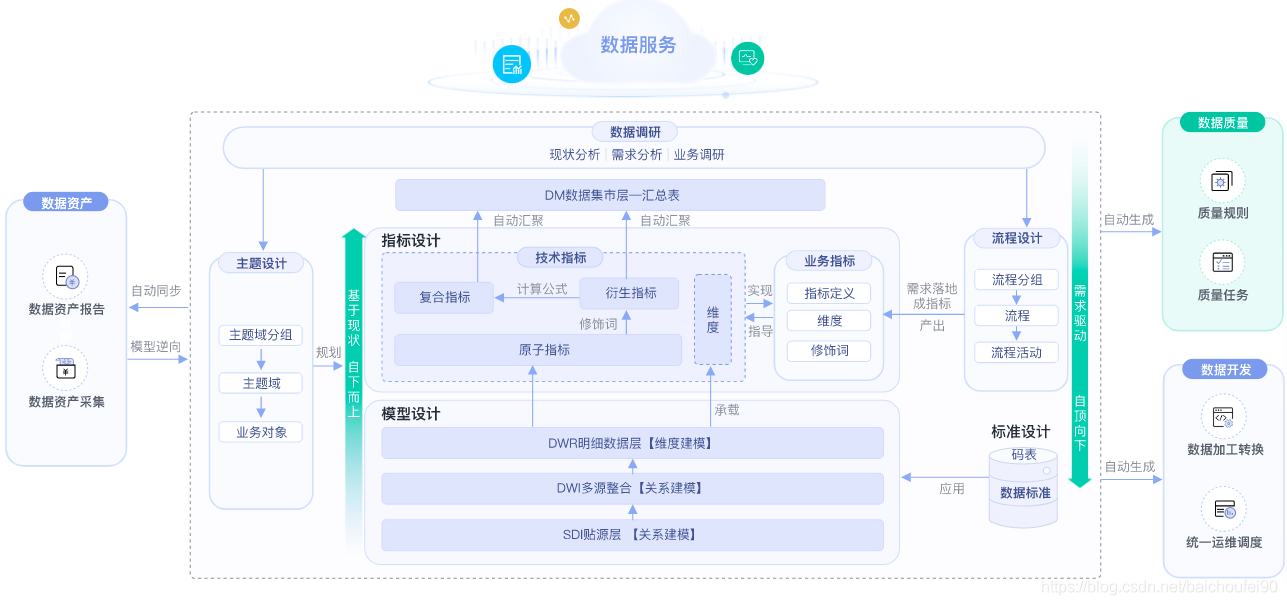 数据服务
数据调研
现状分析 | 需求分析 | 业务调研
数据资产
数据资产报告
数据资产采集
自动同步
模型逆向
主题设计
主题域分组
主题域
业务对象
规划
基于现状 自下而上
DM数据集市层—汇总表
自动汇聚
自动汇聚
指标设计
技术指标
复合指标
计算公式
衍生指标
修饰词
原子指标
维度
实现
指导
业务指标
指标定义
维度
修饰词
需求落地
成指标
产出
流程设计
流程分组
流程
流程活动
需求驱动 自顶向下
模型设计
承载
DWR明细数据层【维度建模】
DWI多源整合【关系建模】
SDI贴源层 【关系建模】
应用
标准设计
码表
数据标准
自动生成
自动生成
数据质量
质量规则
质量任务
数据开发
数据加工转换
统一运维调度
https://blog.csdn.net/baichoufei90